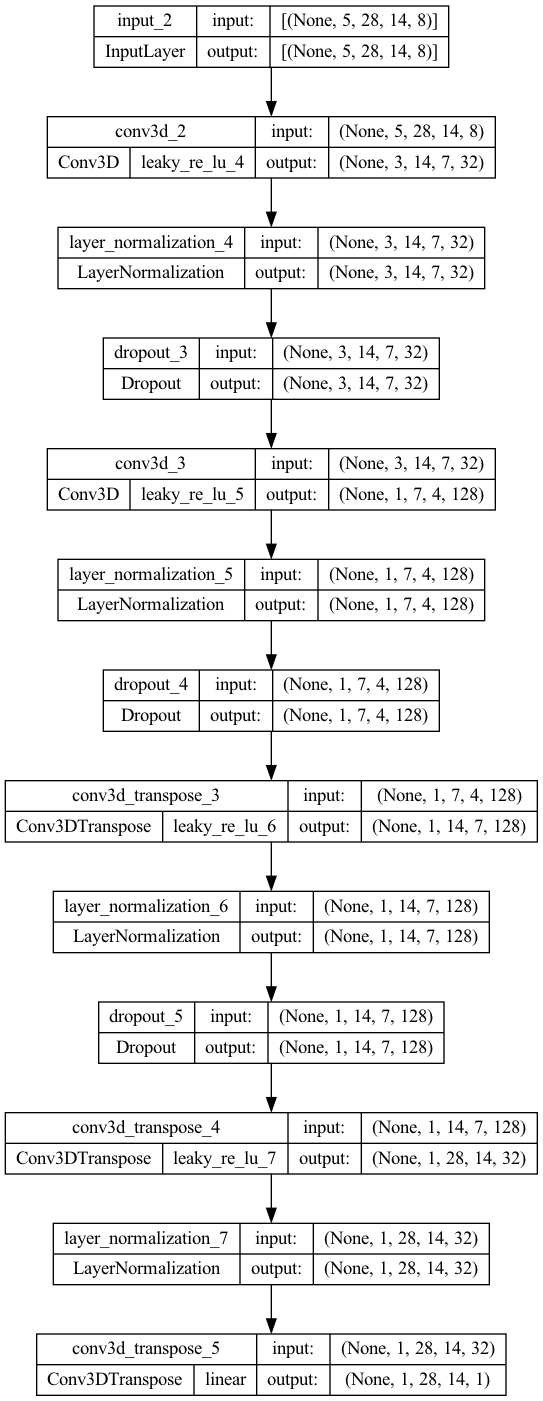 input_2 input: [(None, 5, 28, 14, 8)]
InputLayer output: [(None, 5, 28, 14, 8)]
conv3d_2 input: (None, 5, 28, 14, 8)
Conv3D leaky_re_lu_4 output: (None, 3, 14, 7, 32)
layer_normalization_4 input: (None, 3, 14, 7, 32)
LayerNormalization output: (None, 3, 14, 7, 32)
dropout_3 input: (None, 3, 14, 7, 32)
Dropout output: (None, 3, 14, 7, 32)
conv3d_3 input: (None, 3, 14, 7, 32)
Conv3D leaky_re_lu_5 output: (None, 1, 7, 4, 128)
layer_normalization_5 input: (None, 1, 7, 4, 128)
LayerNormalization output: (None, 1, 7, 4, 128)
dropout_4 input: (None, 1, 7, 4, 128)
Dropout output: (None, 1, 7, 4, 128)
conv3d_transpose_3 input: (None, 1, 7, 4, 128)
Conv3DTranspose leaky_re_lu_6 output: (None, 1, 14, 7, 128)
layer_normalization_6 input: (None, 1, 14, 7, 128)
LayerNormalization output: (None, 1, 14, 7, 128)
dropout_5 input: (None, 1, 14, 7, 128)
Dropout output: (None, 1, 14, 7, 128)
conv3d_transpose_4 input: (None, 1, 14, 7, 128)
Conv3DTranspose leaky_re_lu_7 output: (None, 1, 28, 14, 32)
layer_normalization_7 input: (None, 1, 28, 14, 32)
LayerNormalization output: (None, 1, 28, 14, 32)
conv3d_transpose_5 input: (None, 1, 28, 14, 32)
Conv3DTranspose linear output: (None, 1, 28, 14, 1)